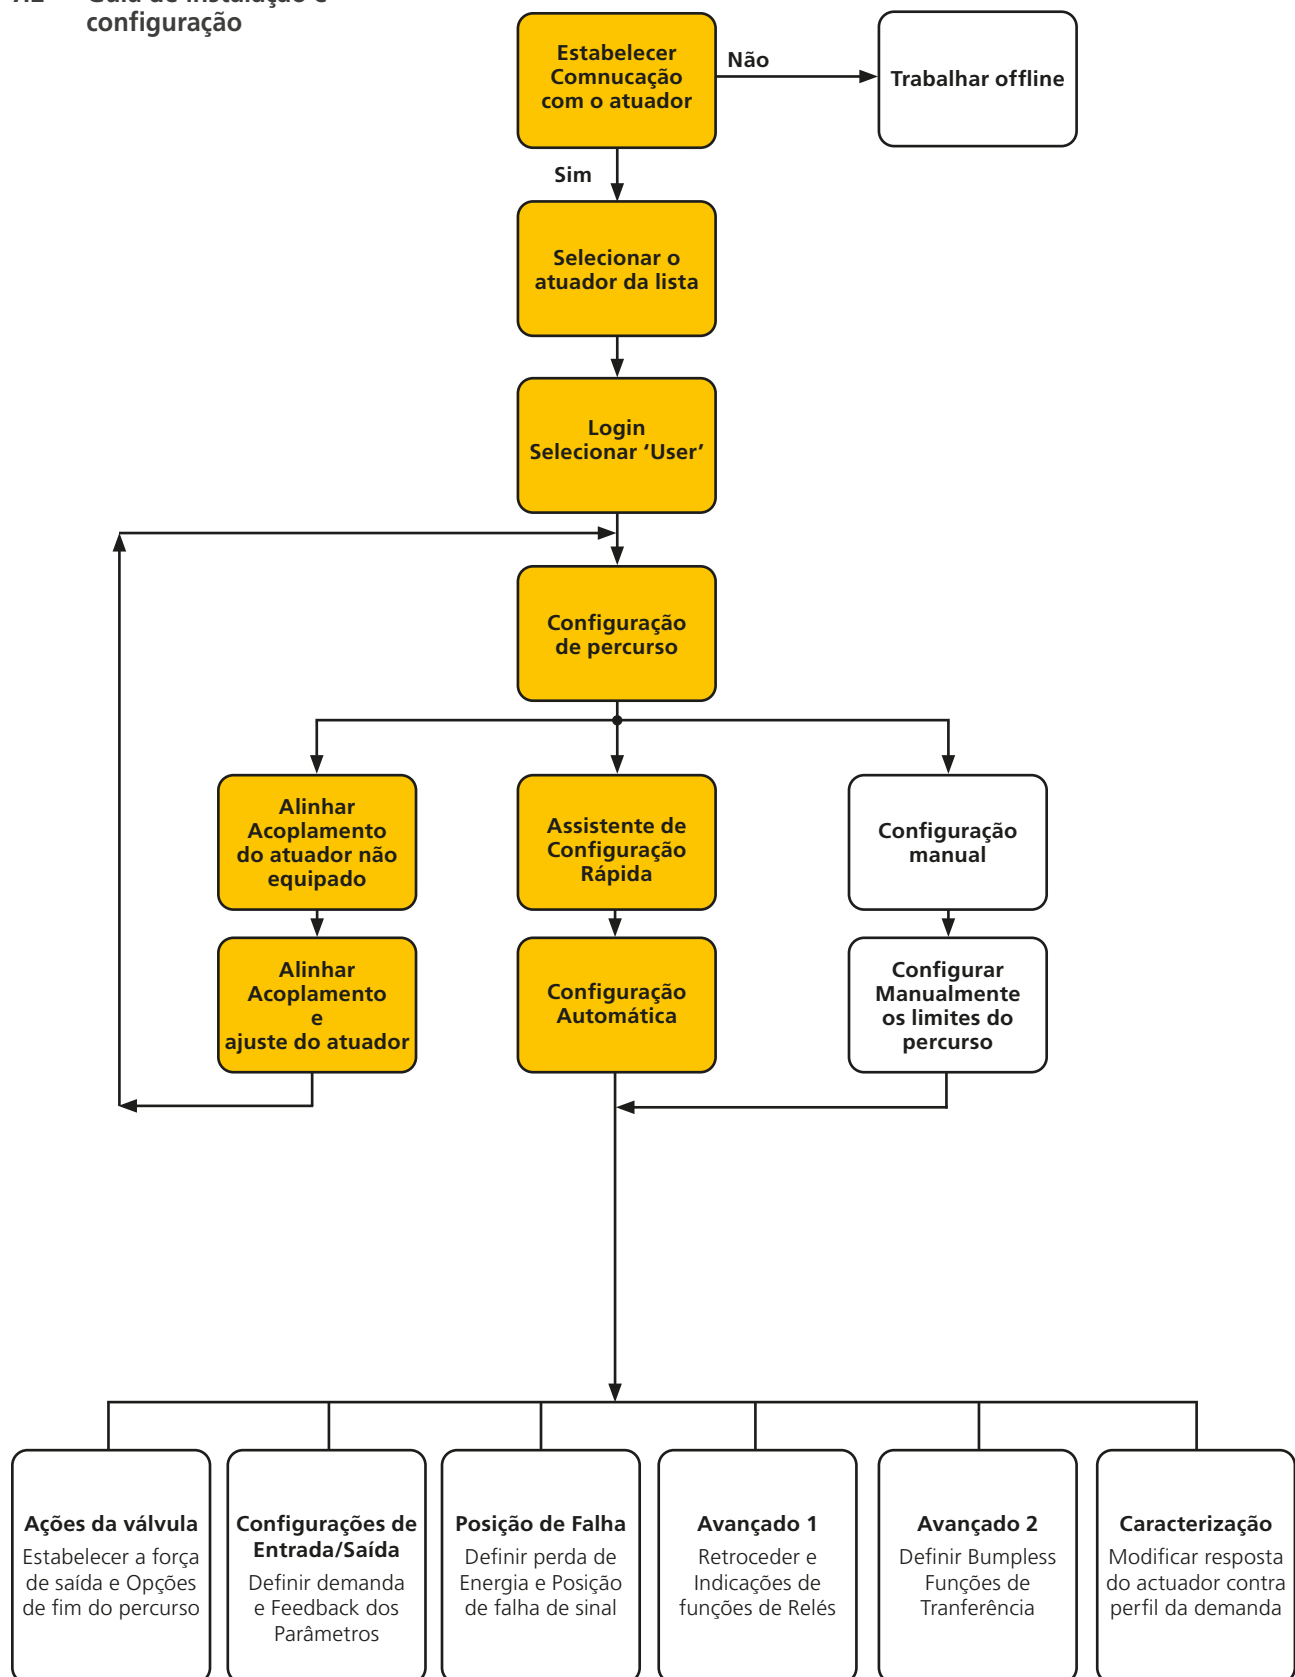 7.2 Guia de instalação e
configuração
Estabelecer
Comnucação
com o atuador
Não
Trabalhar offline
Sim
Selecionar o
atuador da lista
Login
Selecionar ‘User’
Configuração
de percurso
Alinhar
Acoplamento
do atuador não
equipado
Assistente de
Configuração
Rápida
Configuração
manual
Alinhar
Acoplamento
e
ajuste do atuador
Configuração
Automática
Configurar
Manualmente
os limites do
percurso
Ações da válvula
Estabelecer a força
de saída e Opções
de fim do percurso
Configurações de
Entrada/Saída
Definir demanda
e Feedback dos
Parâmetros
Posição de Falha
Definir perda de
Energia e Posição
de falha de sinal
Avançado 1
Retroceder e
Indicações de
funções de Relés
Avançado 2
Definir Bumpless
Funções de
Tranferência
Caracterização
Modificar resposta
do actuador contra
perfil da demanda